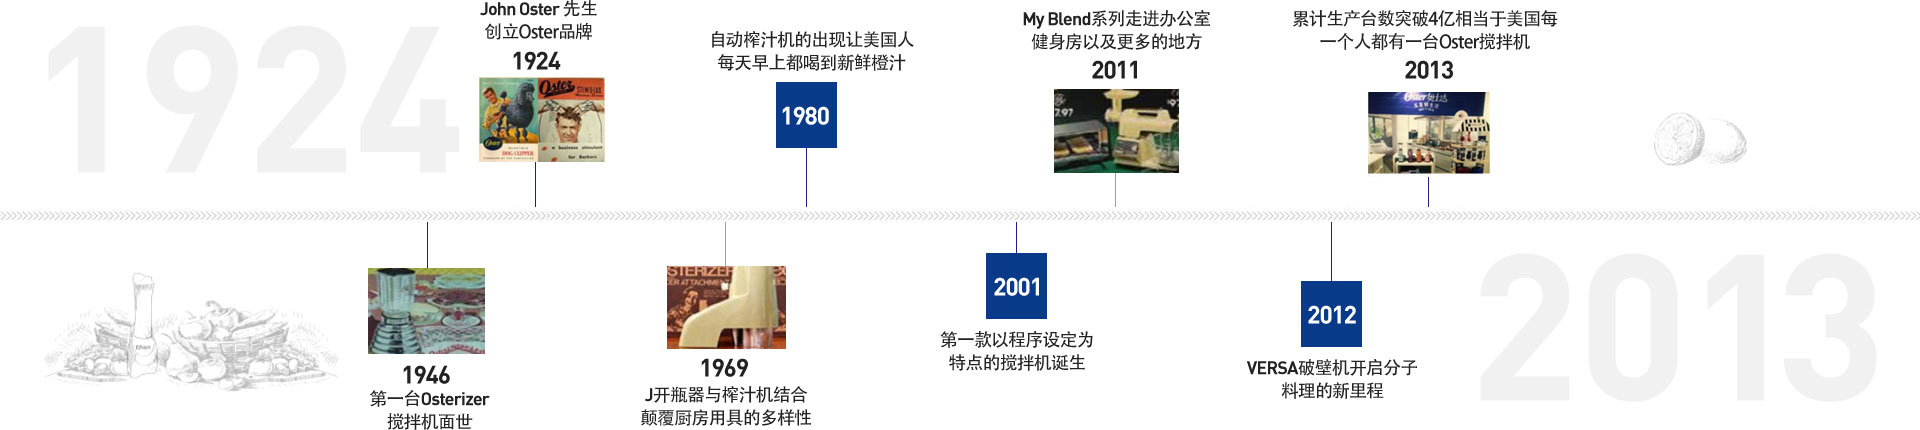 1924
John Oster 先生
创立Oster品牌
1924
Oster
自动榨汁机的出现让美国人
每天早上都喝到新鲜橙汁
1980
My Blend系列走进办公室
健身房以及更多的地方
2011
累计生产台数突破4亿相当于美国每
一个人都有一台Oster搅拌机
2013
1946
第一台Osterizer
搅拌机面世
STERIZER
1969
J开瓶器与榨汁机结合
颠覆厨房用具的多样性
2001
第一款以程序设定为
特点的搅拌机诞生
2012
VERSA破壁机开启分子
料理的新里程
2013